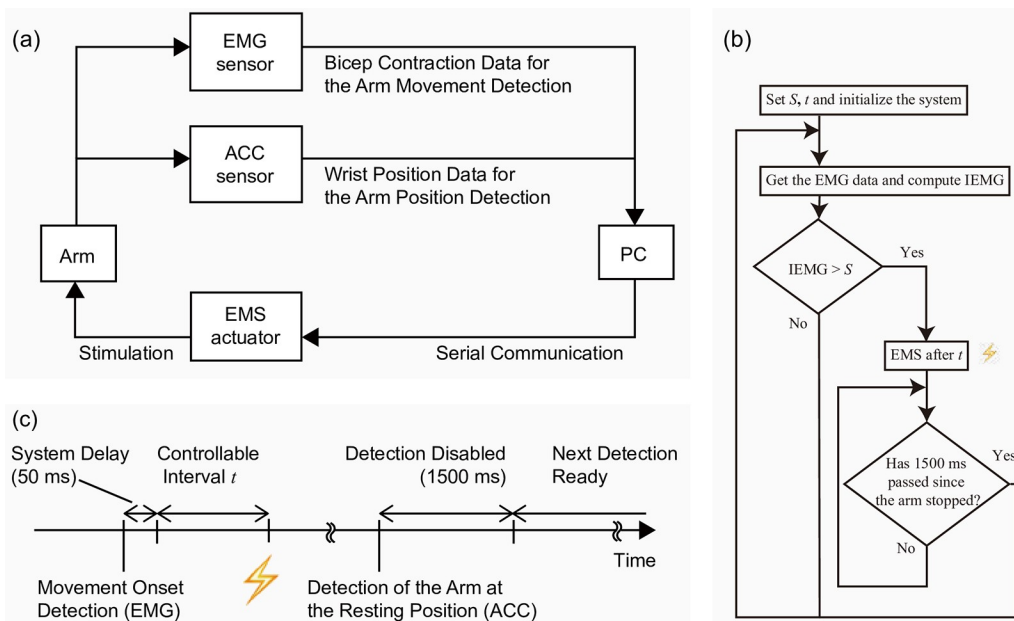 (a)
EMG
sensor
Bicep Contraction Data for
the Arm Movement Detection
ACC
sensor
Wrist Position Data for
the Arm Position Detection
Arm
PC
EMS
actuator
Stimulation
Serial Communication
(b)
Set S, t and initialize the system
Get the EMG data and compute IEMG
IEMG > S
Yes
No
EMS after t
Has 1500 ms
passed since
the arm stopped?
Yes
No
(c)
System Delay
(50 ms)
Controllable
Interval t
Detection Disabled
(1500 ms)
Next Detection
Ready
Time
Movement Onset
Detection (EMG)
Detection of the Arm at
the Resting Position (ACC)